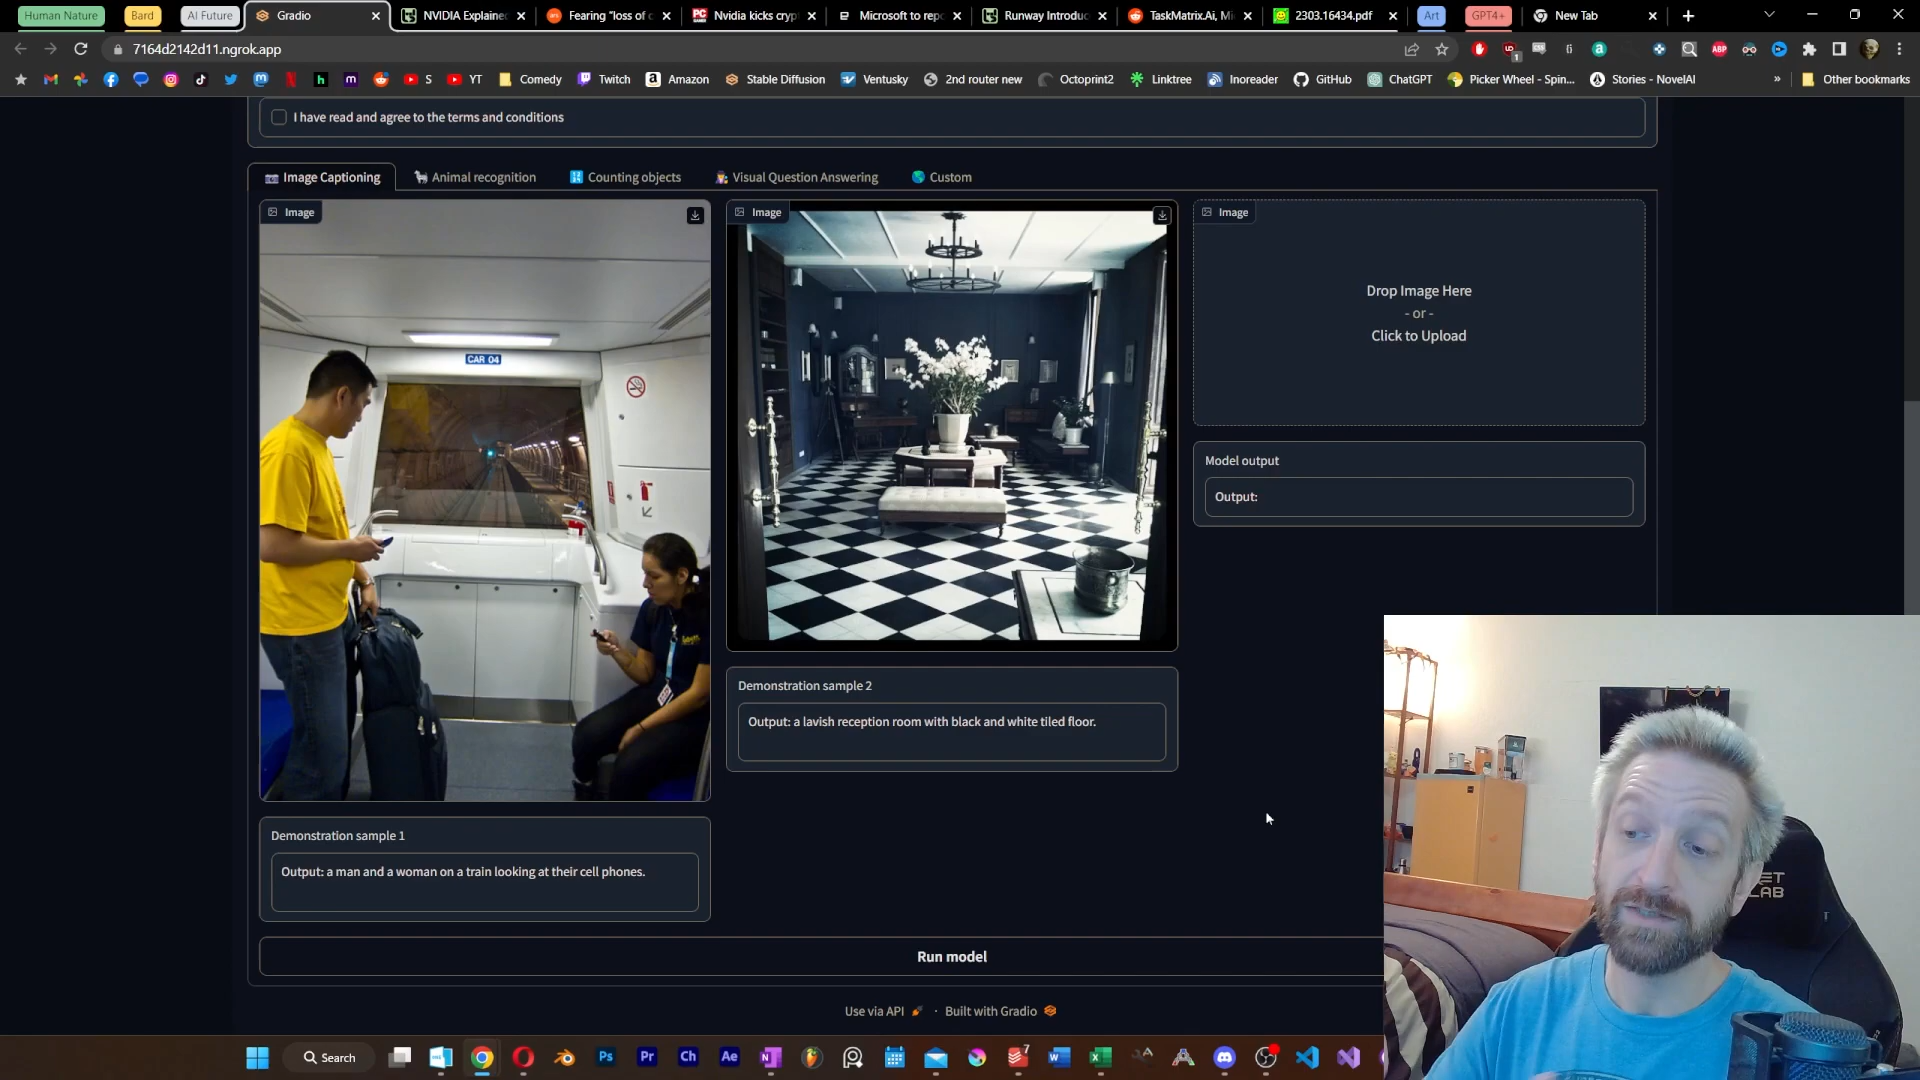 Human Nature
Bard
AI Future
Gradio
NVIDIA Explaine
Fearing "loss of c
Nvidia kicks cryp
Microsoft to rep
Runway Introduc
TaskMatrix.Ai, Mi
2303.16434.pdf
Art
GPT4+
New Tab
7164d2142d11.ngrok.app
S
YT
Comedy
Twitch
Amazon
Stable Diffusion
Ventusky
2nd router new
Octoprint2
Linktree
Inoreader
GitHub
ChatGPT
Picker Wheel - Spin...
Stories - NovelAI
Other bookmarks
I have read and agree to the terms and conditions
Image Captioning
Animal recognition
Counting objects
Visual Question Answering
Custom
Image
Image
Image
CAR 04
Drop Image Here
- or -
Click to Upload
Model output
Output:
Demonstration sample 2
Output: a lavish reception room with black and white tiled floor.
Demonstration sample 1
Output: a man and a woman on a train looking at their cell phones.
Run model
Use via API
·
Built with Gradio
Search
Ps
Pr
Ch
Ae
7